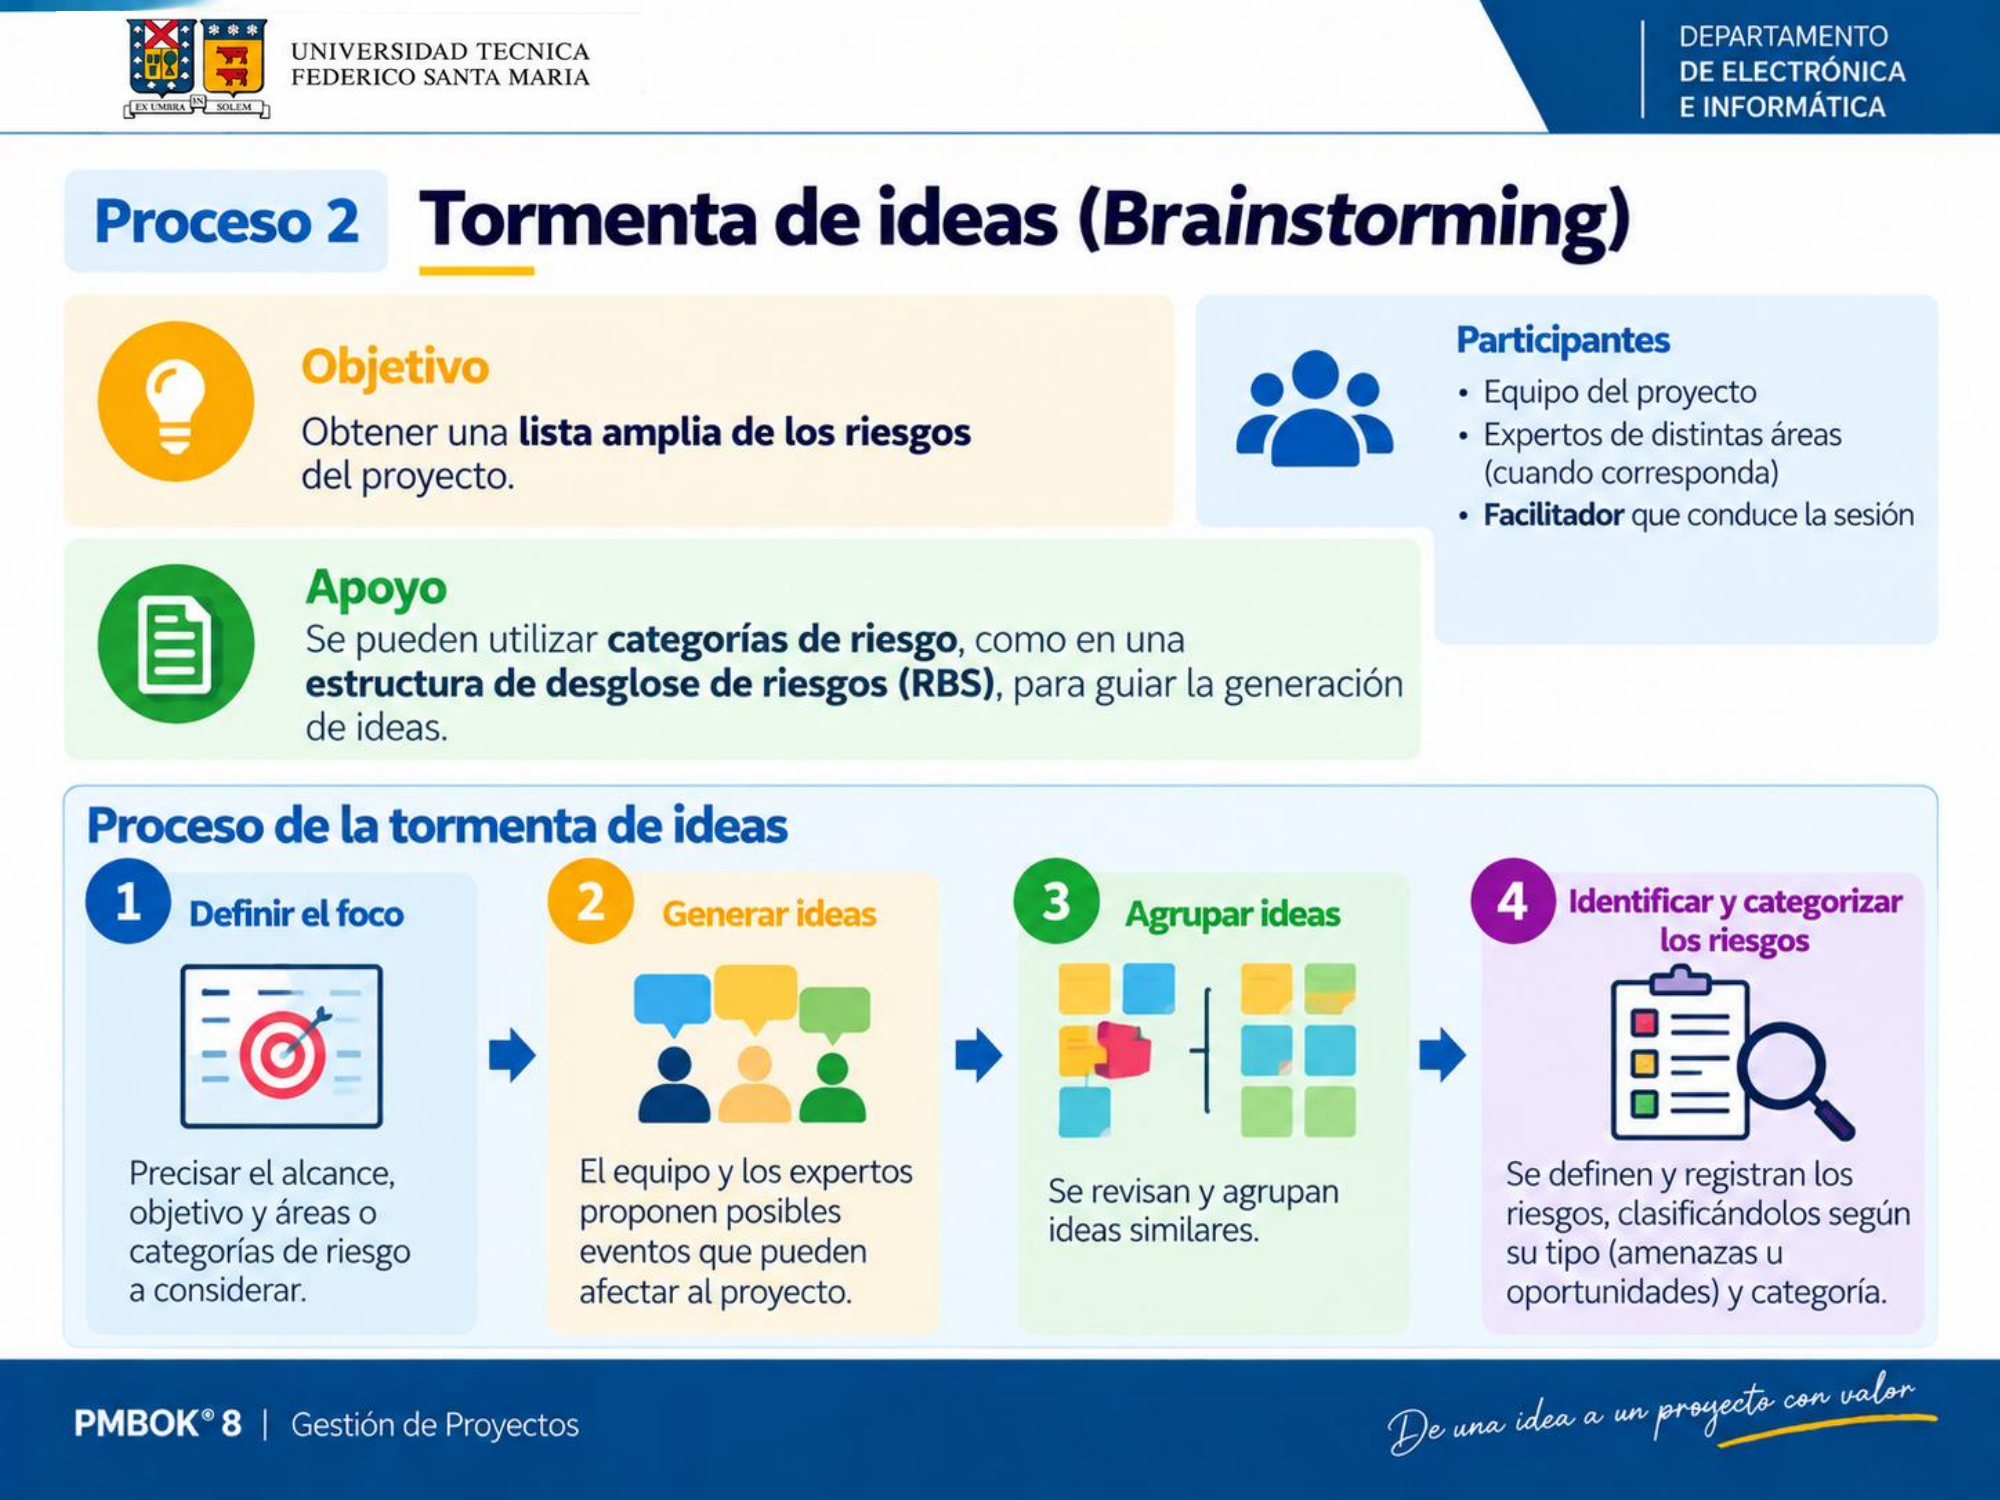 UNIVERSIDAD TECNICA
FEDERICO SANTA MARIA
EX UMBRA IN SOLEM
DEPARTAMENTO
DE ELECTRÓNICA
E INFORMÁTICA
Proceso 2
Tormenta de ideas (Brainstorming)
Objetivo
Obtener una lista amplia de los riesgos
del proyecto.
Participantes
• Equipo del proyecto
• Expertos de distintas áreas
(cuando corresponda)
• Facilitador que conduce la sesión
Apoyo
Se pueden utilizar categorías de riesgo, como en una
estructura de desglose de riesgos (RBS), para guiar la generación
de ideas.
Proceso de la tormenta de ideas
1
Definir el foco
Precisar el alcance,
objetivo y áreas o
categorías de riesgo
a considerar.
2
Generar ideas
El equipo y los expertos
proponen posibles
eventos que pueden
afectar al proyecto.
3
Agrupar ideas
Se revisan y agrupan
ideas similares.
4
Identificar y categorizar
los riesgos
Se definen y registran los
riesgos, clasificándolos según
su tipo (amenazas u
oportunidades) y categoría.
PMBOK® 8 | Gestión de Proyectos
De una idea a un proyecto con valor